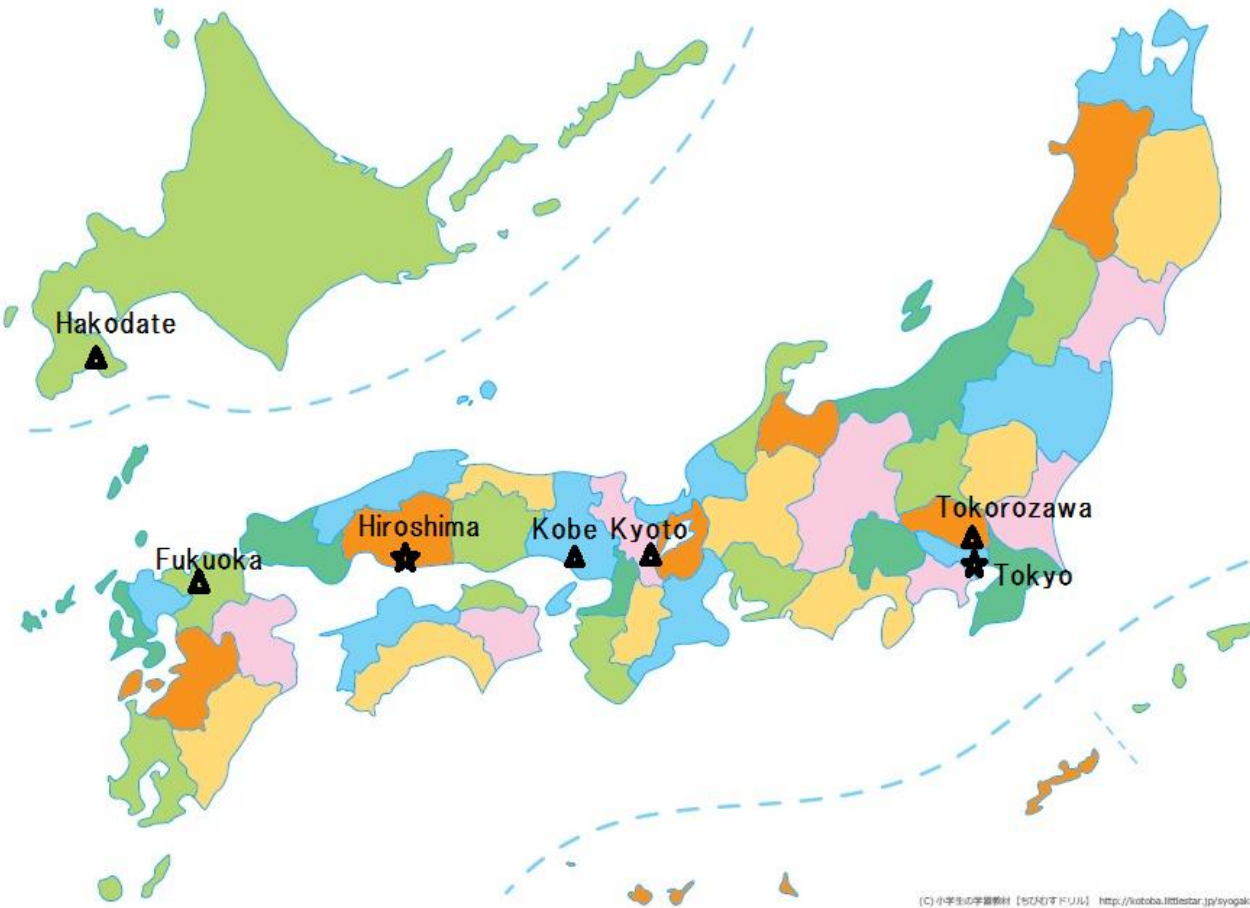 Hakodate
Tokorozawa
Hiroshima
Kobe
Kyoto
Fukuoka
Tokyo
(C) 小学生の学習教材 【ちびむすドリル】 http://kotoba.littlestar.jp/syogak